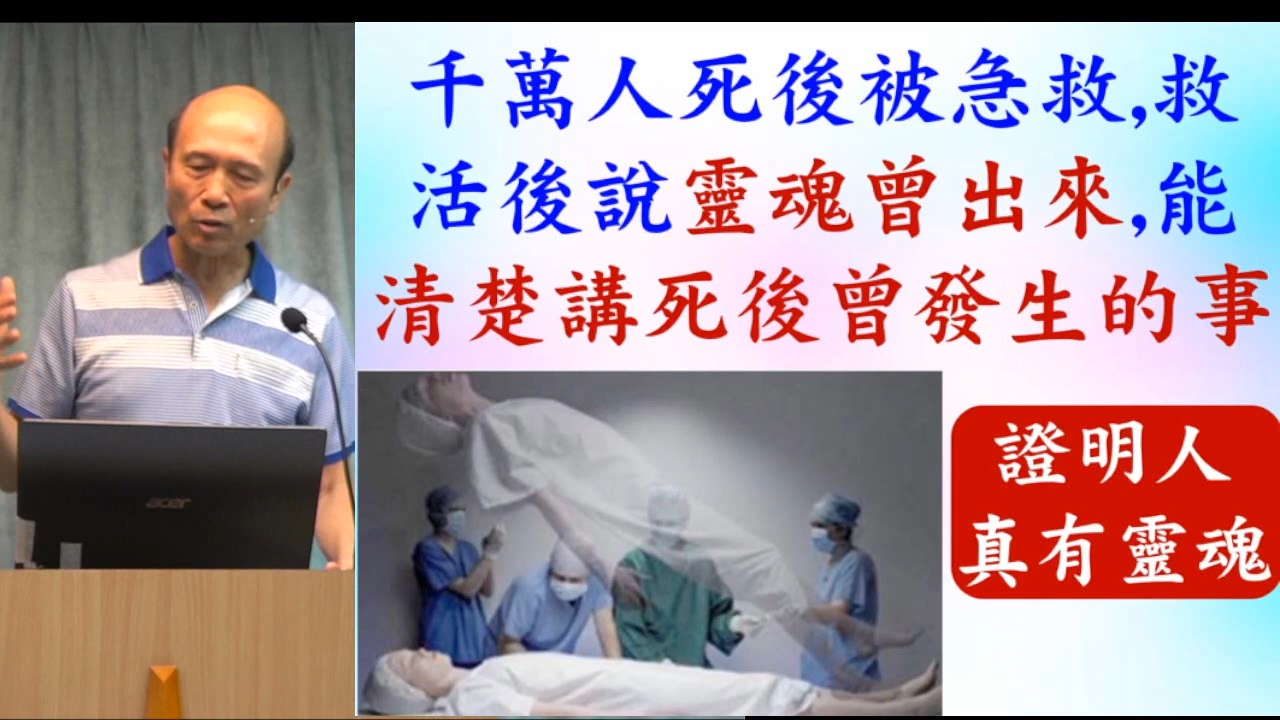 千萬人死後被急救,救
活後說靈魂曾出來,能
清楚講死後曾發生的事
證明人
真有靈魂
acer